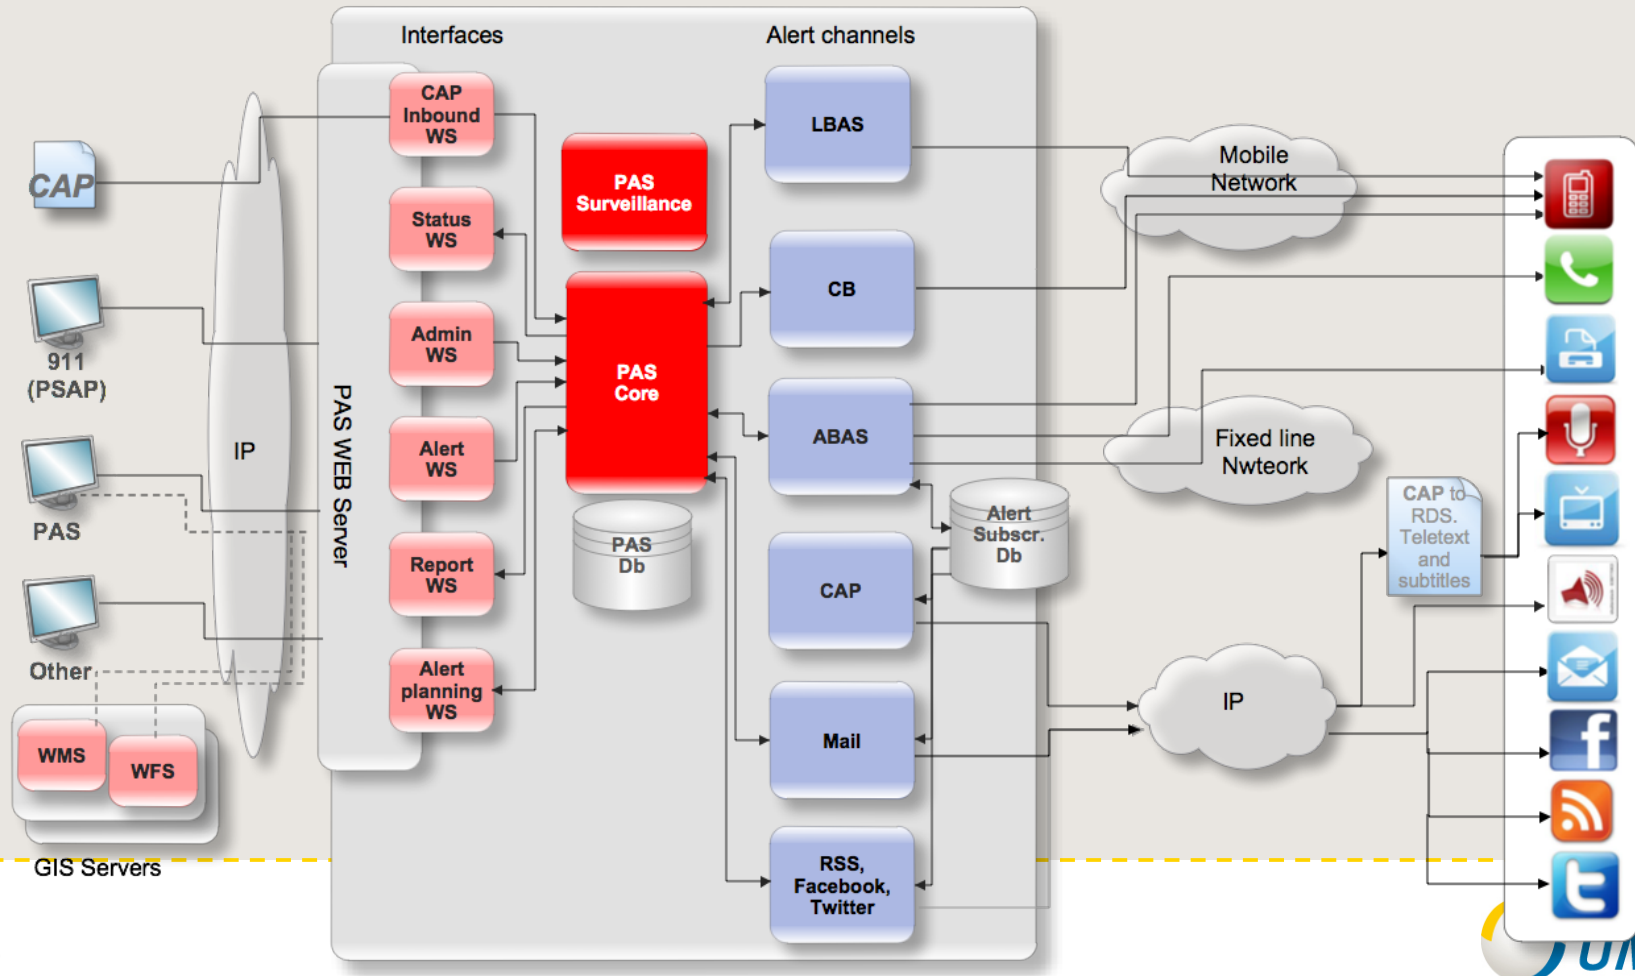 Interfaces
Alert channels
CAP
Inbound
WS
Status
WS
Admin
WS
Alert
WS
Report
WS
Alert
planning
WS
PAS WEB Server
IP
CAP
911
(PSAP)
PAS
Other
WMS
WFS
GIS Servers
PAS
Surveillance
PAS
Core
PAS
Db
LBAS
CB
ABAS
CAP
Mail
RSS,
Facebook,
Twitter
Alert
Subscr.
Db
Mobile
Network
Fixed line
Nwteork
IP
CAP to
RDS.
Teletext
and
subtitles